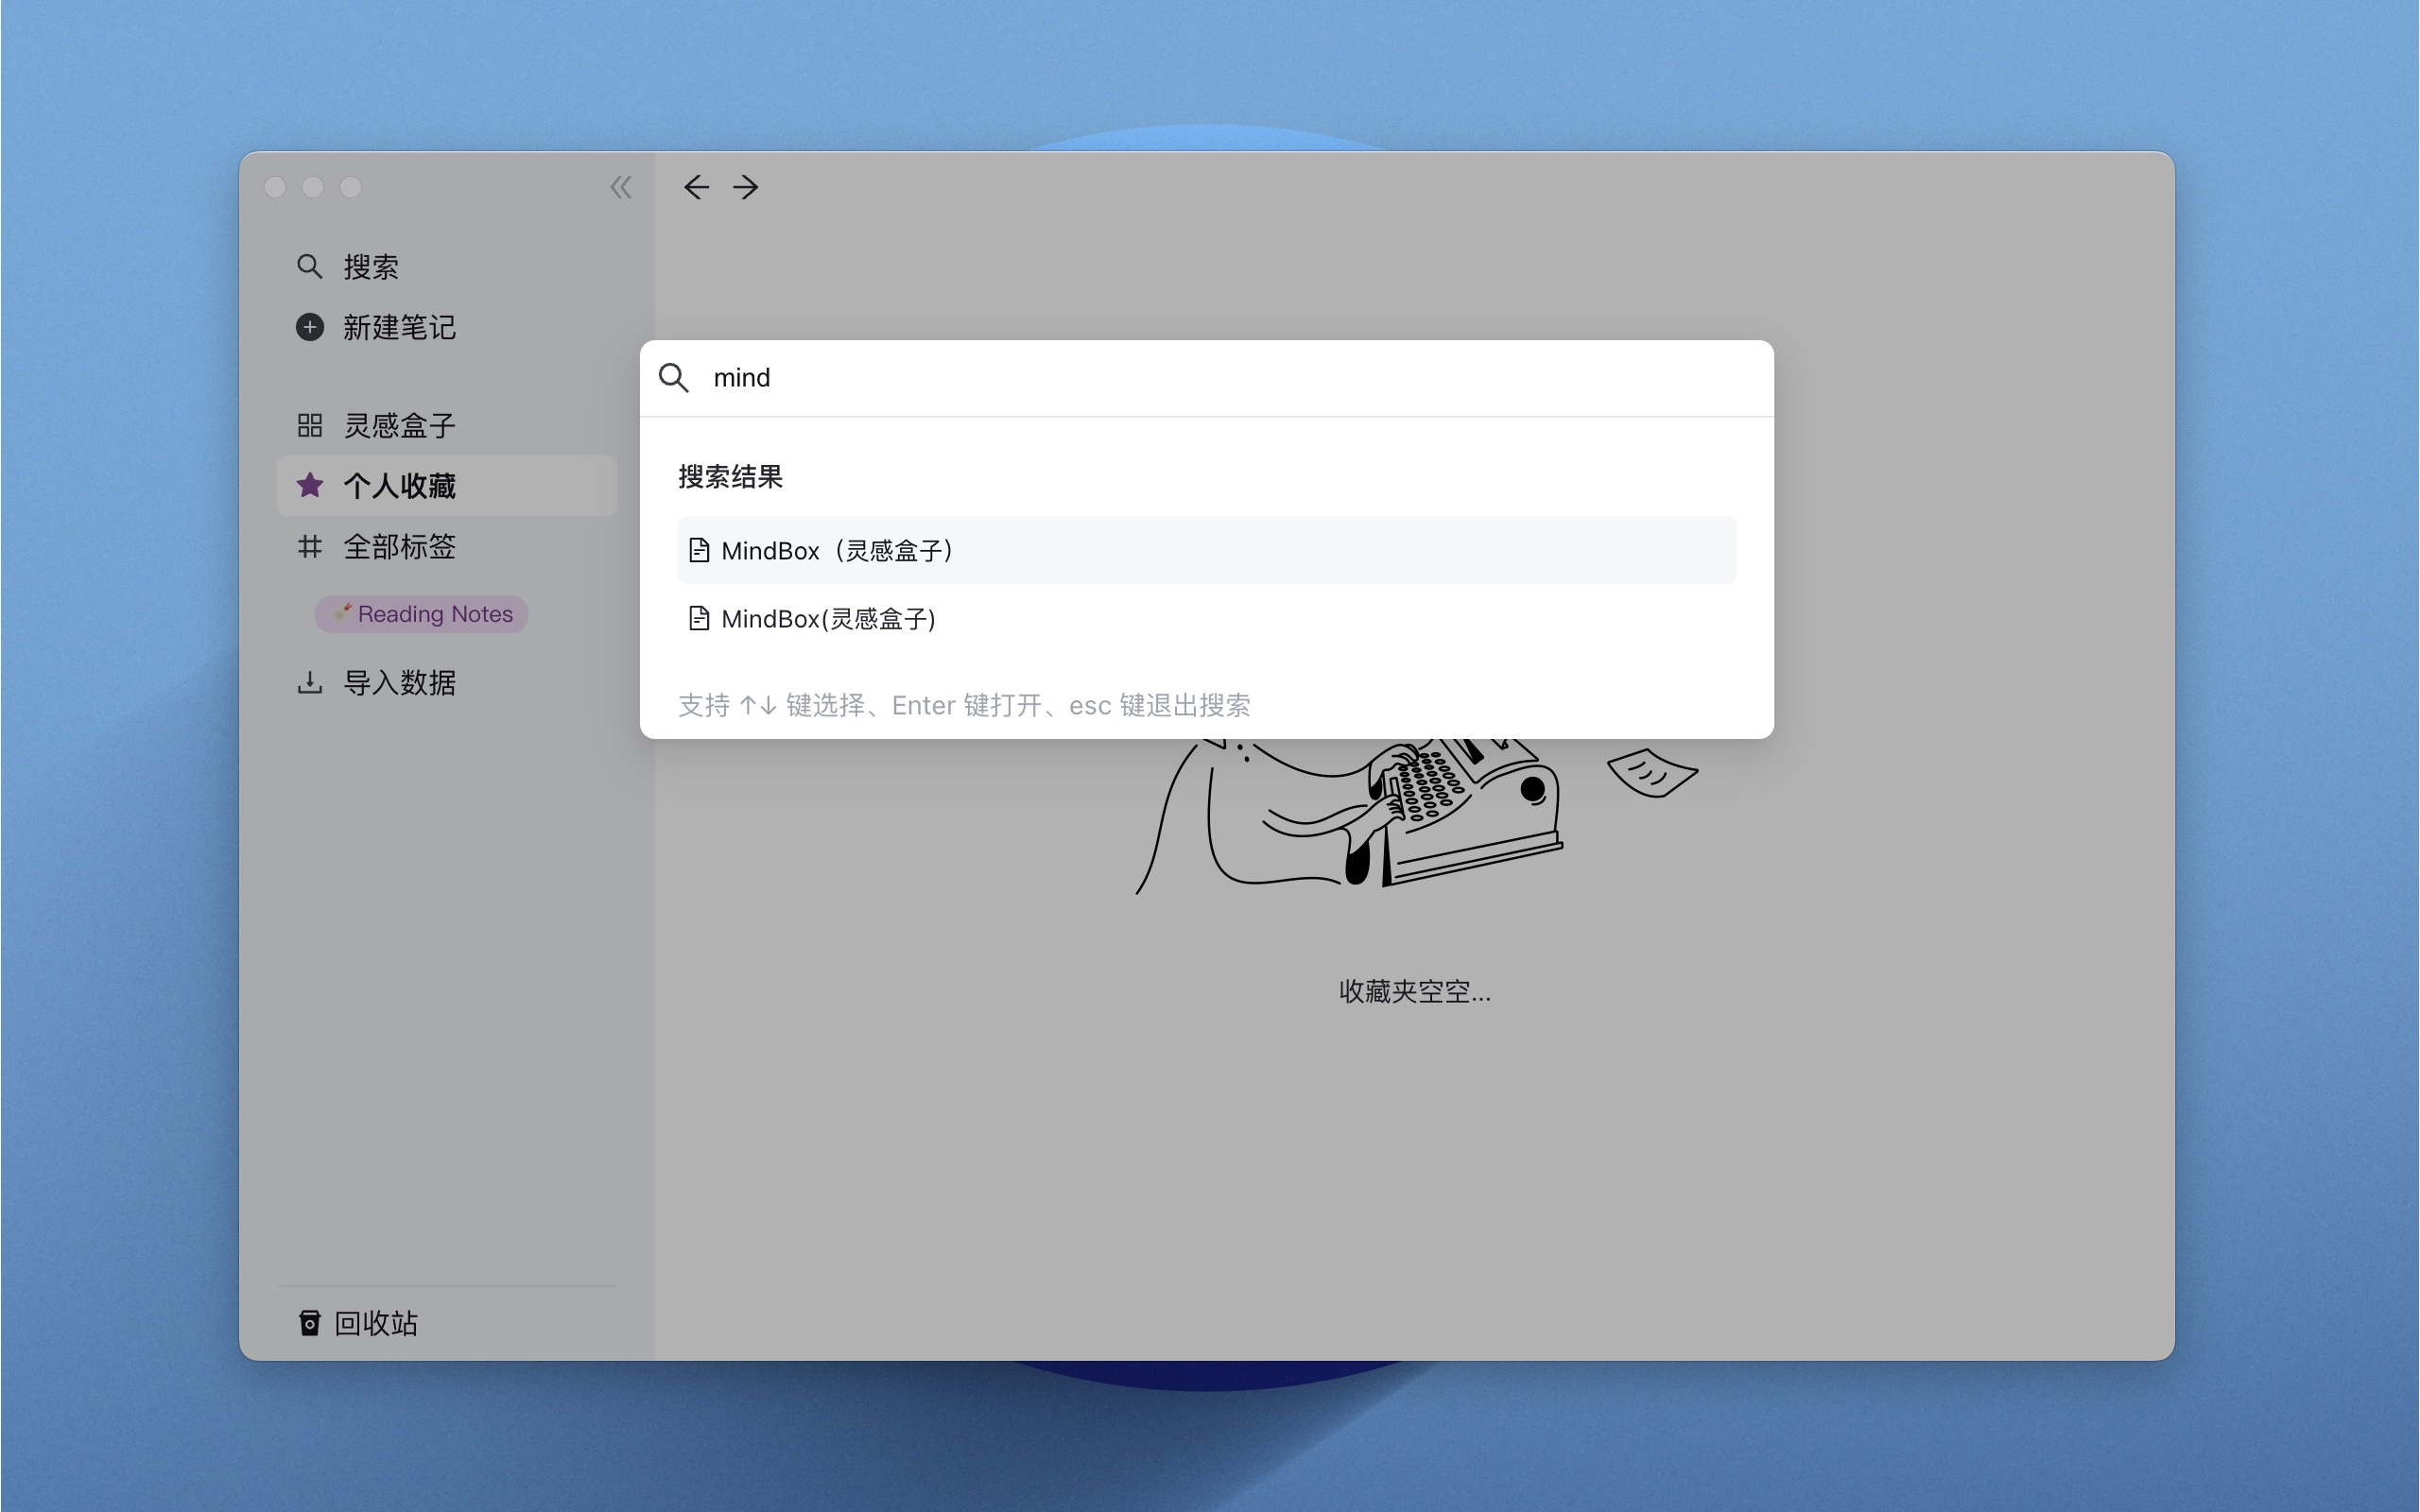 搜索
新建笔记
灵感盒子
个人收藏
全部标签
Reading Notes
导入数据
回收站
mind
搜索结果
MindBox（灵感盒子）
MindBox(灵感盒子)
支持 ↑↓ 键选择、Enter 键打开、esc 键退出搜索
收藏夹空空...